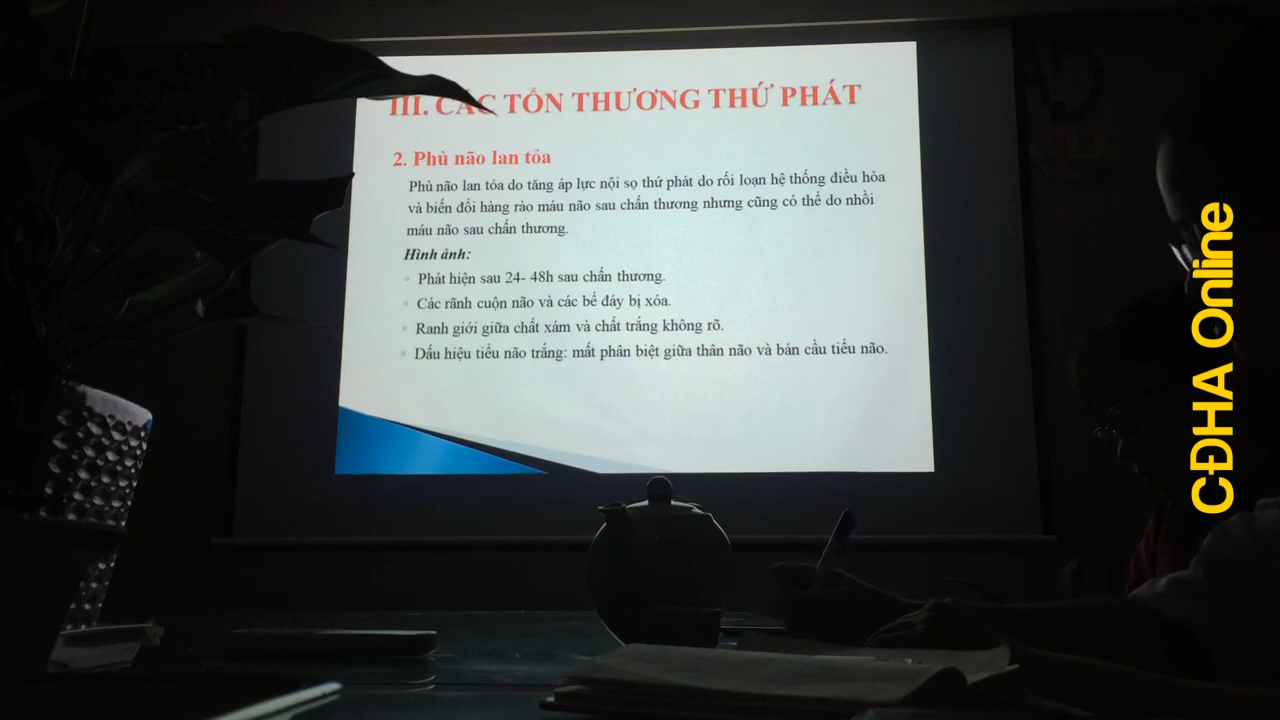 III. CÁC TỔN THƯƠNG THỨ PHÁT
2. Phù não lan tỏa
Phù não lan tỏa do tăng áp lực nội sọ thứ phát do rối loạn hệ thống điều hòa
và biến đổi hàng rào máu não sau chấn thương nhưng cũng có thể do nhồi
máu não sau chấn thương.
Hình ảnh:
Phát hiện sau 24- 48h sau chấn thương.
Các rãnh cuộn não và các bể đáy bị xóa.
Ranh giới giữa chất xám và chất trắng không rõ.
Dấu hiệu tiểu não trắng: mất phân biệt giữa thân não và bán cầu tiểu não.
CĐHA Online